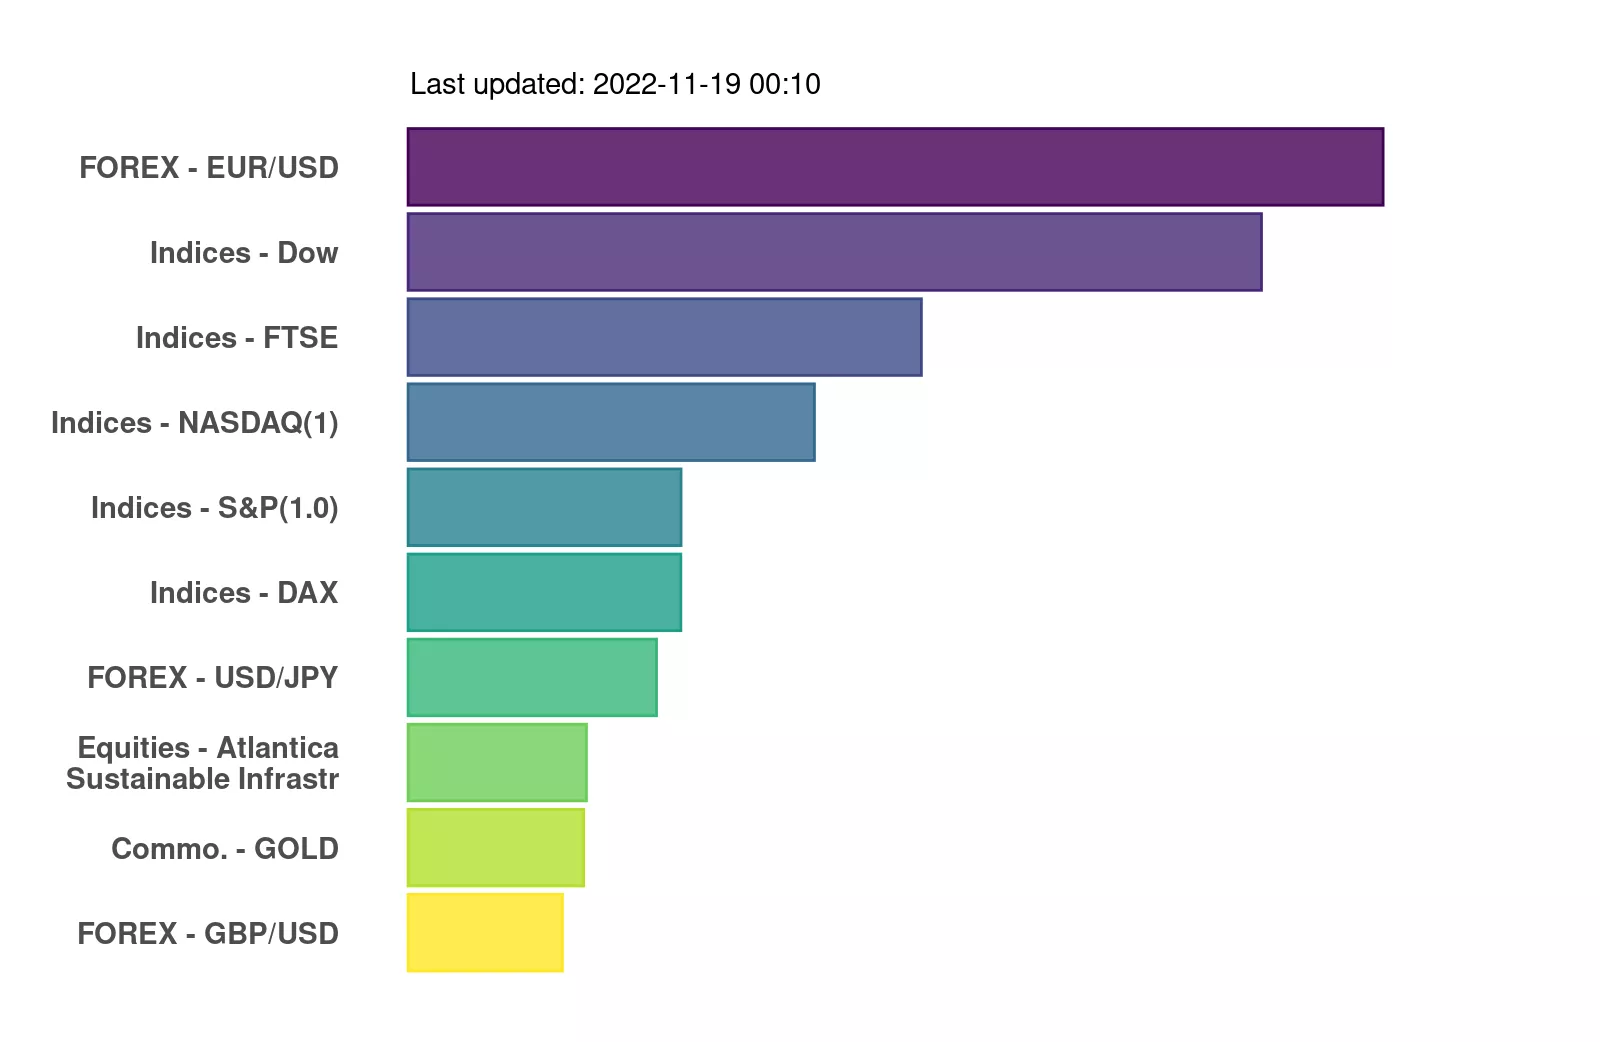 Last updated: 2022-11-19 00:10
FOREX - EUR/USD
Indices - Dow
Indices - FTSE
Indices - NASDAQ(1)
Indices - S&P(1.0)
Indices - DAX
FOREX - USD/JPY
Equities - Atlantica
Sustainable Infrastr
Commo. - GOLD
FOREX - GBP/USD